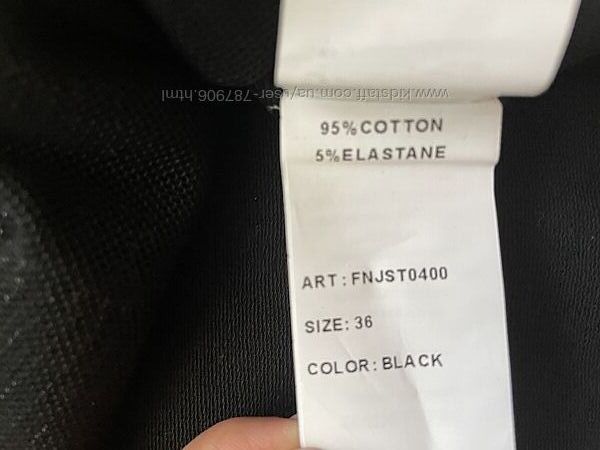 www.kidstaff.com.ua/user-787906.html
95%COTTON
5%ELASTANE
ART:FNJST0400
SIZE:36
COLOR:BLACK